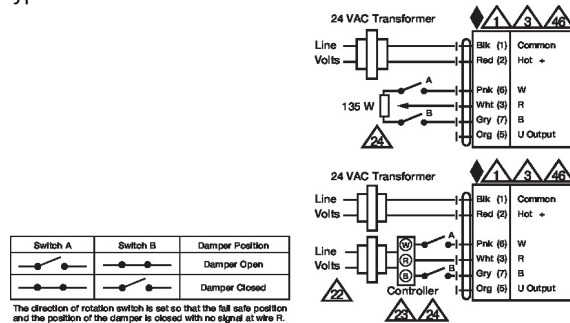 24 VAC Transformer
1 3 46
Line
Volts
Blk (1) Common
Red (2) Hot +
A
Pnk (6) W
135 W
Wht (3) R
B
Gry (7) B
24
Org (5) U Output
24 VAC Transformer
1 3 46
Line
Volts
Blk (1) Common
Red (2) Hot +
A
W
Pnk (6) W
Line
Volts
R
Wht (3) R
B
B
Gry (7) B
22
Controller
Org (5) U Output
23 24
Switch A Switch B Damper Position
Damper Open
Damper Closed
The direction of rotation switch is set so that the fail safe position
and the position of the damper is closed with no signal at wire R.